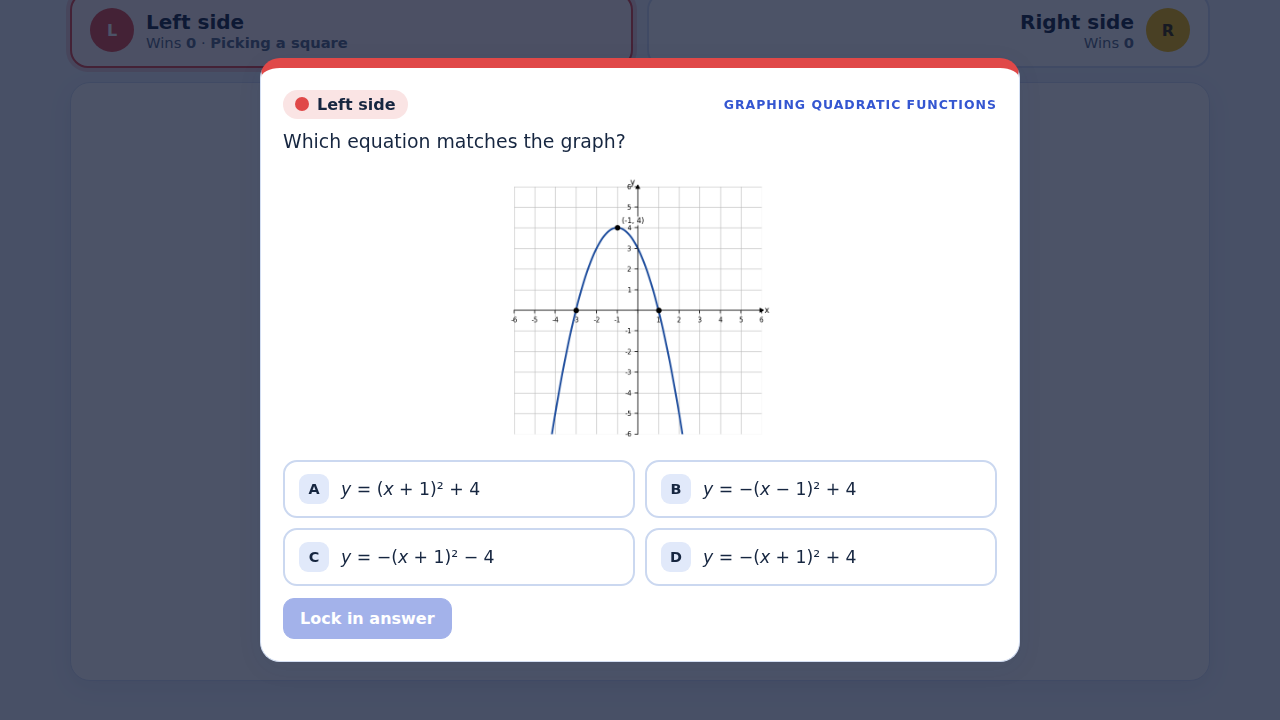 L
Left side
Wins 0 · Picking a square
Right side
Wins 0
R
Left side
GRAPHING QUADRATIC FUNCTIONS
Which equation matches the graph?
y
6
5
(-1, 4)
4
3
2
1
x
-6 -5 -4 -3 -2 -1 1 2 3 4 5 6
-1
-2
-3
-4
-5
-6
A y = (x + 1)² + 4
B y = −(x − 1)² + 4
C y = −(x + 1)² − 4
D y = −(x + 1)² + 4
Lock in answer